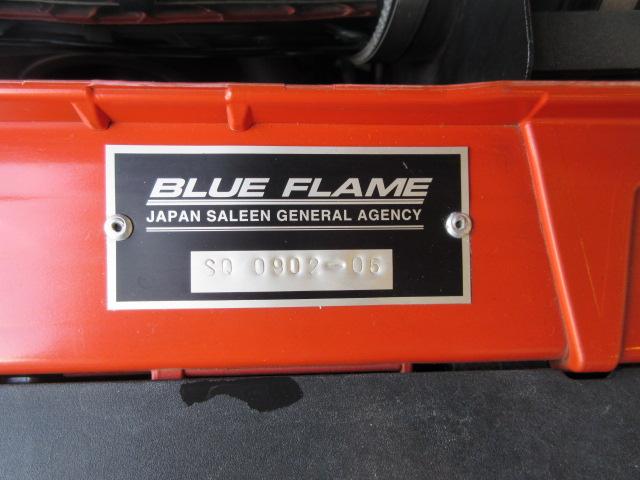 BLUE FLAME
JAPAN SALEEN GENERAL AGENCY
SQ 0902-05